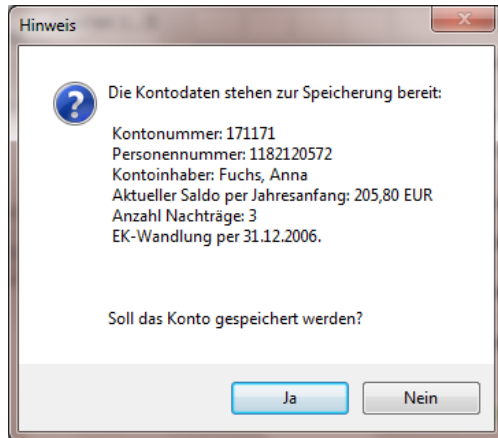 Hinweis
Die Kontodaten stehen zur Speicherung bereit:
Kontonummer: 171171
Personennummer: 1182120572
Kontoinhaber: Fuchs, Anna
Aktueller Saldo per Jahresanfang: 205,80 EUR
Anzahl Nachträge: 3
EK-Wandlung per 31.12.2006.
Soll das Konto gespeichert werden?
Ja
Nein